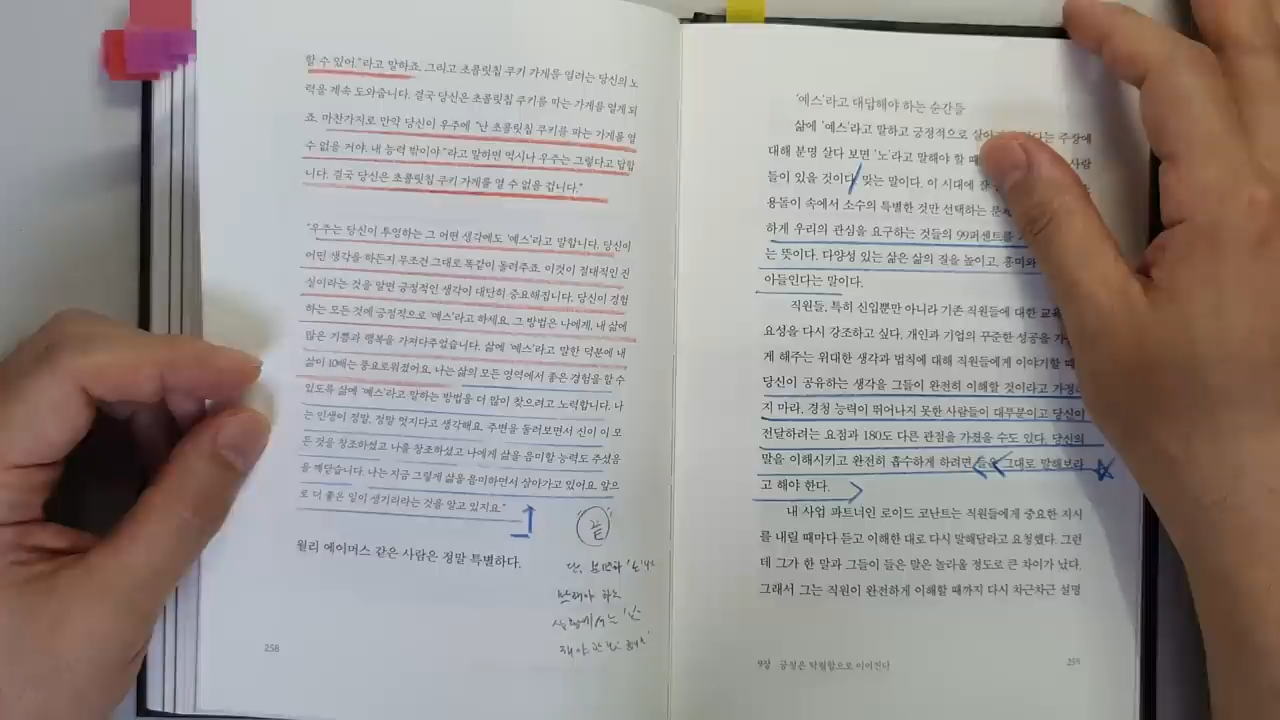 할 수 있어."라고 말하죠. 그리고 초콜릿칩 쿠키 가게를 열려는 당신의 노
력을 계속 도와줍니다. 결국 당신은 초콜릿칩 쿠키를 파는 가게를 열게 되
죠. 마찬가지로 만약 당신이 우주에 "난 초콜릿칩 쿠키를 파는 가게를 열
수 없을 거야. 내 능력 밖이야."라고 말하면 역시나 우주는 그렇다고 답합
니다. 결국 당신은 초콜릿칩 쿠키 가게를 열 수 없을 겁니다."
"우주는 당신이 투영하는 그 어떤 생각에도 '예스'라고 말합니다. 당신이
어떤 생각을 하든지 무조건 그대로 똑같이 돌려주죠. 이것이 절대적인 진
실이라는 것을 알면 긍정적인 생각이 대단히 중요해집니다. 당신이 경험
하는 모든 것에 긍정적으로 '예스'라고 하세요. 그 방법은 나에게, 내 삶에
많은 기쁨과 행복을 가져다주었습니다. 삶에 '예스'라고 말한 덕분에 내
삶이 10배는 풍요로워졌어요. 나는 삶의 모든 영역에서 좋은 경험을 할 수
있도록 삶에 '예스'라고 말하는 방법을 더 많이 찾으려고 노력합니다. 나
는 인생이 정말, 정말 멋지다고 생각해요. 주변을 둘러보면서 신이 이 모
든 것을 창조하셨고 나를 창조하셨고 나에게 삶을 음미할 능력도 주셨음
을 깨닫습니다. 나는 지금 그렇게 삶을 음미하면서 살아가고 있어요. 앞으
로 더 좋은 일이 생기리라는 것을 알고 있지요."
끝
월리 에이머스 같은 사람은 정말 특별하다.
258
'예스'라고 대답해야 하는 순간들
삶에 '예스'라고 말하고 긍정적으로 주장에
대해 분명 살다 보면 '노'라고 말해야 할 사람
들이 있을 것이다. 맞는 말이다. 이 시대에
용돌이 속에서 소수의 특별한 것만 선택하는
하게 우리의 관심을 요구하는 것들의 99퍼센트를
는 뜻이다. 다양성 있는 삶은 삶의 질을 높이고, 흥미와
아들인다는 말이다.
직원들, 특히 신입뿐만 아니라 기존 직원들에 대한
요성을 다시 강조하고 싶다. 개인과 기업의 꾸준한 성공을
게 해주는 위대한 생각과 법칙에 대해 직원들에게 이야기할
당신이 공유하는 생각을 그들이 완전히 이해할 것이라고
지 마라. 경청 능력이 뛰어나지 못한 사람들이 대부분이고 당신이
전달하려는 요점과 180도 다른 관점을 가졌을 수도 있다. 당신의
말을 이해시키고 완전히 흡수하게 하려면 들은 그대로 말해보라
고 해야 한다.
내 사업 파트너인 로이드 코난트는 직원들에게 중요한 지시
를 내릴 때마다 듣고 이해한 대로 다시 말해달라고 요청했다. 그런
데 그가 한 말과 그들이 들은 말은 놀라울 정도로 큰 차이가 났다.
그래서 그는 직원이 완전하게 이해할 때까지 다시 차근차근 설명
9장 긍정은 탁월함으로 이어진다
259